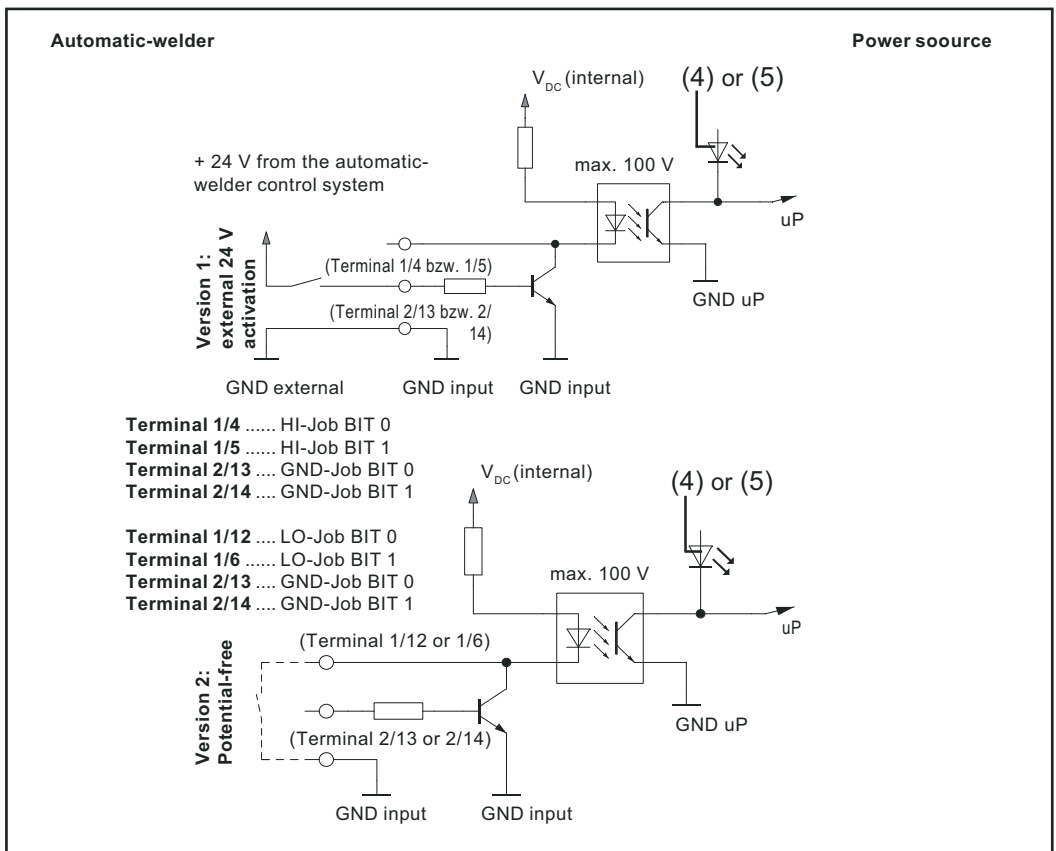 Automatic-welder
Power soource
V_DC (internal)
(4) or (5)
+ 24 V from the automatic-
welder control system
max. 100 V
uP
Version 1:
external 24 V
activation
(Terminal 1/4 bzw. 1/5)
GND uP
(Terminal 2/13 bzw. 2/
14)
GND external
GND input
GND input
Terminal 1/4 ...... HI-Job BIT 0
Terminal 1/5 ...... HI-Job BIT 1
Terminal 2/13 .... GND-Job BIT 0
Terminal 2/14 .... GND-Job BIT 1
Terminal 1/12 .... LO-Job BIT 0
Terminal 1/6 ...... LO-Job BIT 1
Terminal 2/13 .... GND-Job BIT 0
Terminal 2/14 .... GND-Job BIT 1
V_DC (internal)
(4) or (5)
max. 100 V
uP
Version 2:
Potential-free
(Terminal 1/12 or 1/6)
GND uP
(Terminal 2/13 or 2/14)
GND input
GND input